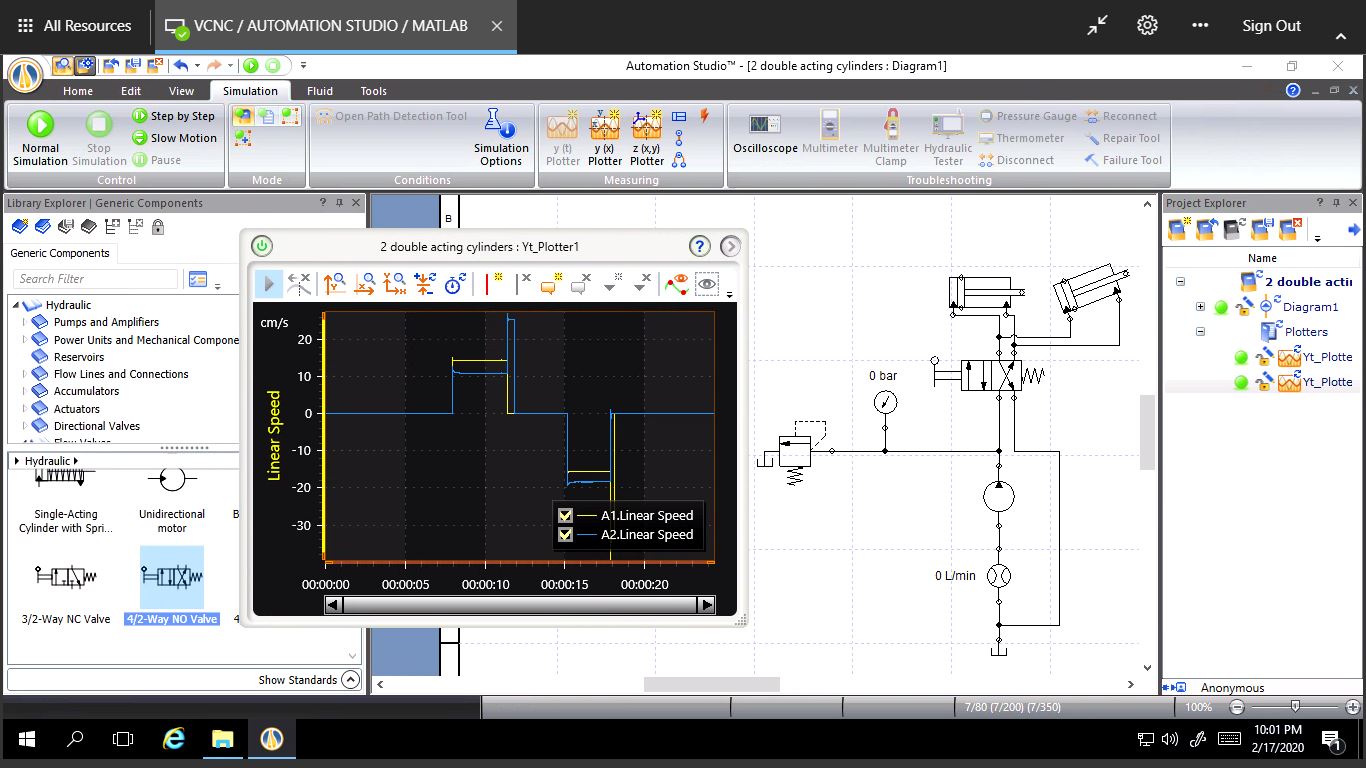 All Resources
VCNC / AUTOMATION STUDIO / MATLAB
Sign Out
Automation Studio™ - [2 double acting cylinders : Diagram1]
Home Edit View Simulation Fluid Tools
Normal Simulation
Stop Simulation
Step by Step
Slow Motion
Pause
Control
Mode
Open Path Detection Tool
Simulation Options
Conditions
y (t) Plotter
y (x) Plotter
z (x,y) Plotter
Measuring
Oscilloscope
Multimeter
Multimeter Clamp
Hydraulic Tester
Pressure Gauge
Thermometer
Disconnect
Reconnect
Repair Tool
Failure Tool
Troubleshooting
Library Explorer | Generic Components
Generic Components
Search Filter
Hydraulic
Pumps and Amplifiers
Power Units and Mechanical Compone
Reservoirs
Flow Lines and Connections
Accumulators
Actuators
Directional Valves
Flow Valves
Hydraulic
Single-Acting
Cylinder with Spri...
Unidirectional
motor
B
3/2-Way NC Valve
4/2-Way NO Valve
4
Show Standards
B
2 double acting cylinders : Yt_Plotter1
cm/s
20
10
0
-10
-20
-30
Linear Speed
A1.Linear Speed
A2.Linear Speed
00:00:00 00:00:05 00:00:10 00:00:15 00:00:20
0 bar
0 L/min
Project Explorer
Name
2 double actin
Diagram1
Plotters
Yt_Plotte
Yt_Plotte
Anonymous
7/80 (7/200) (7/350)
100%
10:01 PM
2/17/2020
1